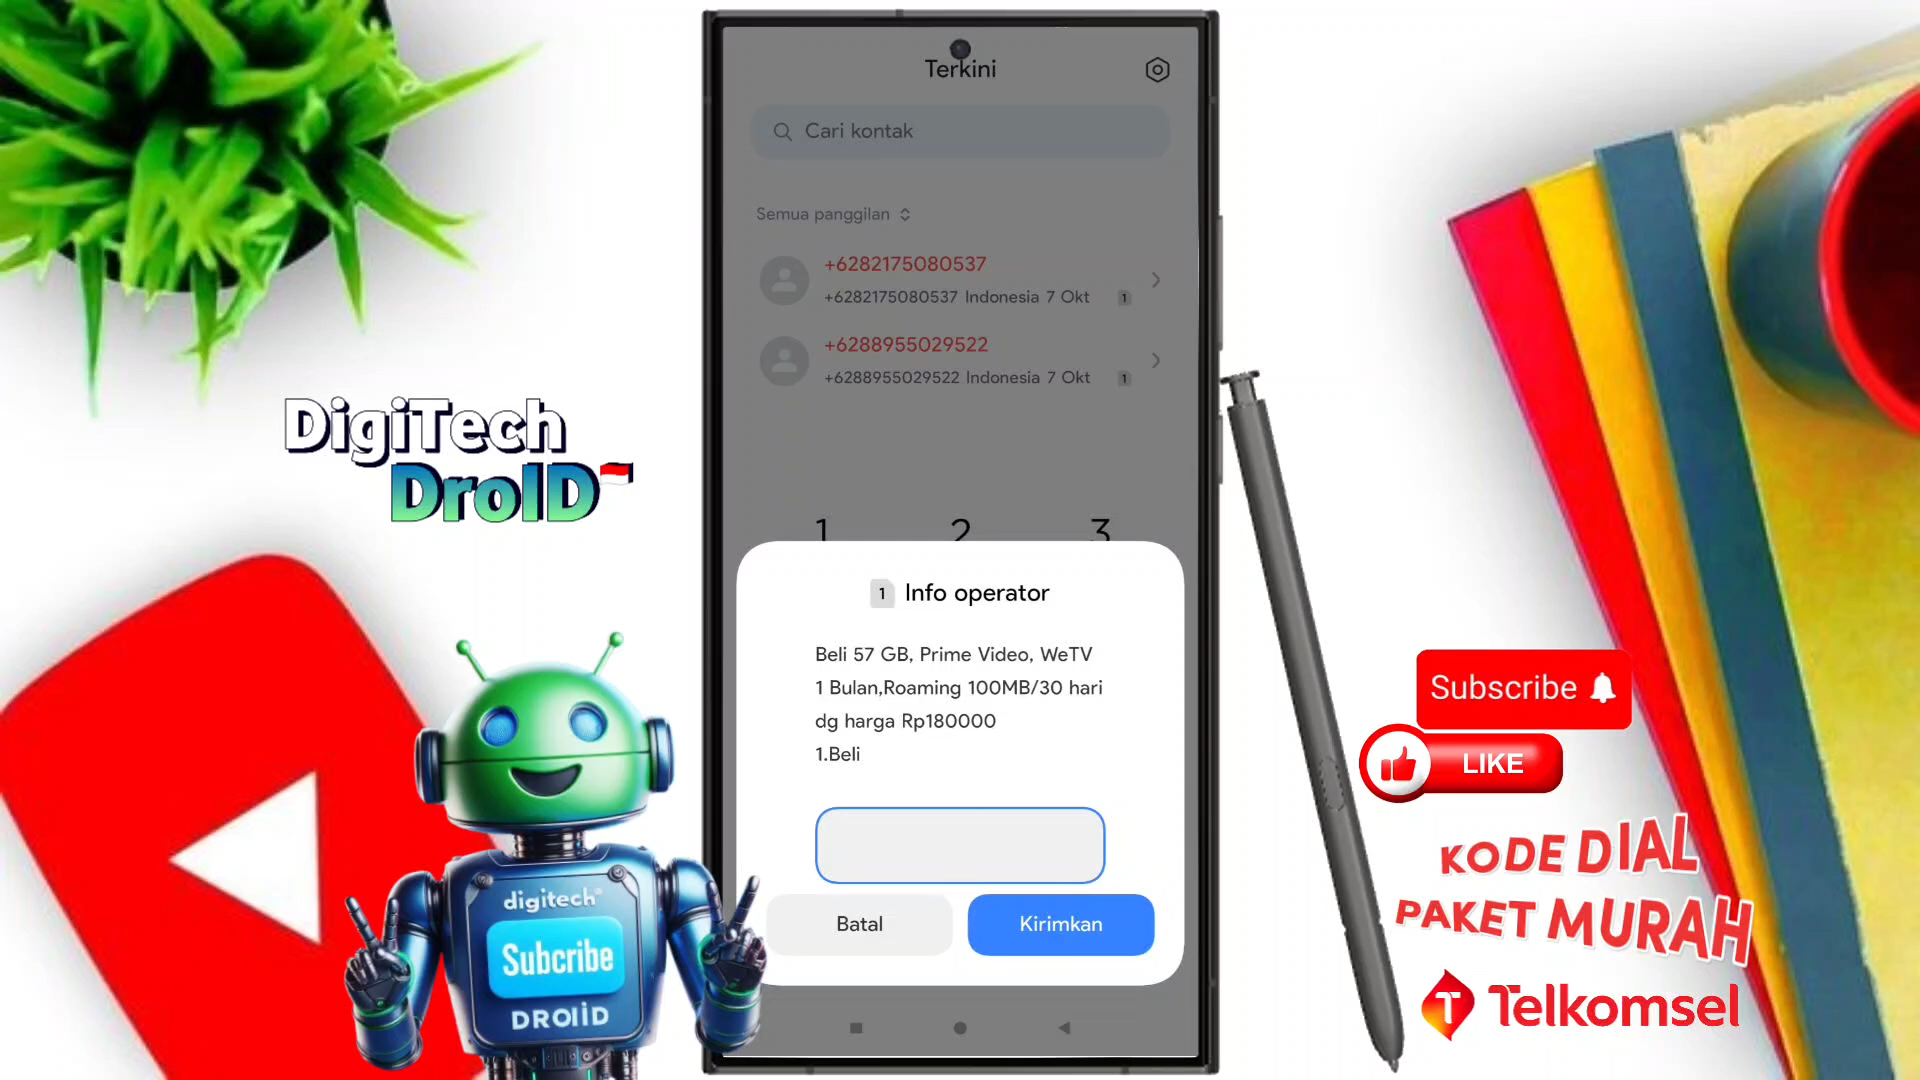 Terkini
Cari kontak
Semua panggilan
+6282175080537
+6282175080537 Indonesia 7 Okt 1
+6288955029522
+6288955029522 Indonesia 7 Okt 1
1 2 3
1 Info operator
Beli 57 GB, Prime Video, WeTV
1 Bulan,Roaming 100MB/30 hari
dg harga Rp180000
1.Beli
Batal
Kirimkan
DigiTech
DroID
digitech
Subcribe
DROIID
Subscribe
LIKE
KODE DIAL
PAKET MURAH
T Telkomsel